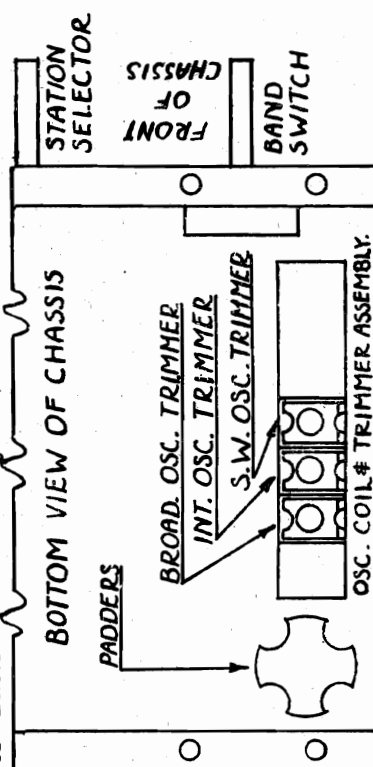 BOTTOM VIEW OF CHASSIS
STATION
SELECTOR
FRONT
OF
CHASSIS
BAND
SWITCH
PADDERS
BROAD. OSC. TRIMMER
INT. OSC. TRIMMER
S.W. OSC. TRIMMER
OSC. COIL & TRIMMER ASSEMBLY.